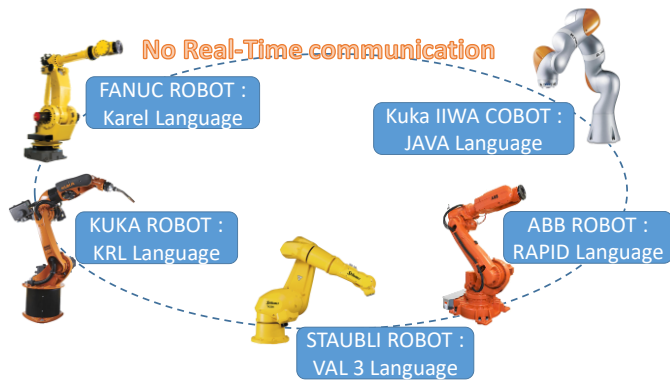 No Real-Time communication
FANUC ROBOT :
Karel Language
Kuka IIWA COBOT :
JAVA Language
KUKA ROBOT :
KRL Language
ABB ROBOT :
RAPID Language
STAUBLI ROBOT :
VAL 3 Language